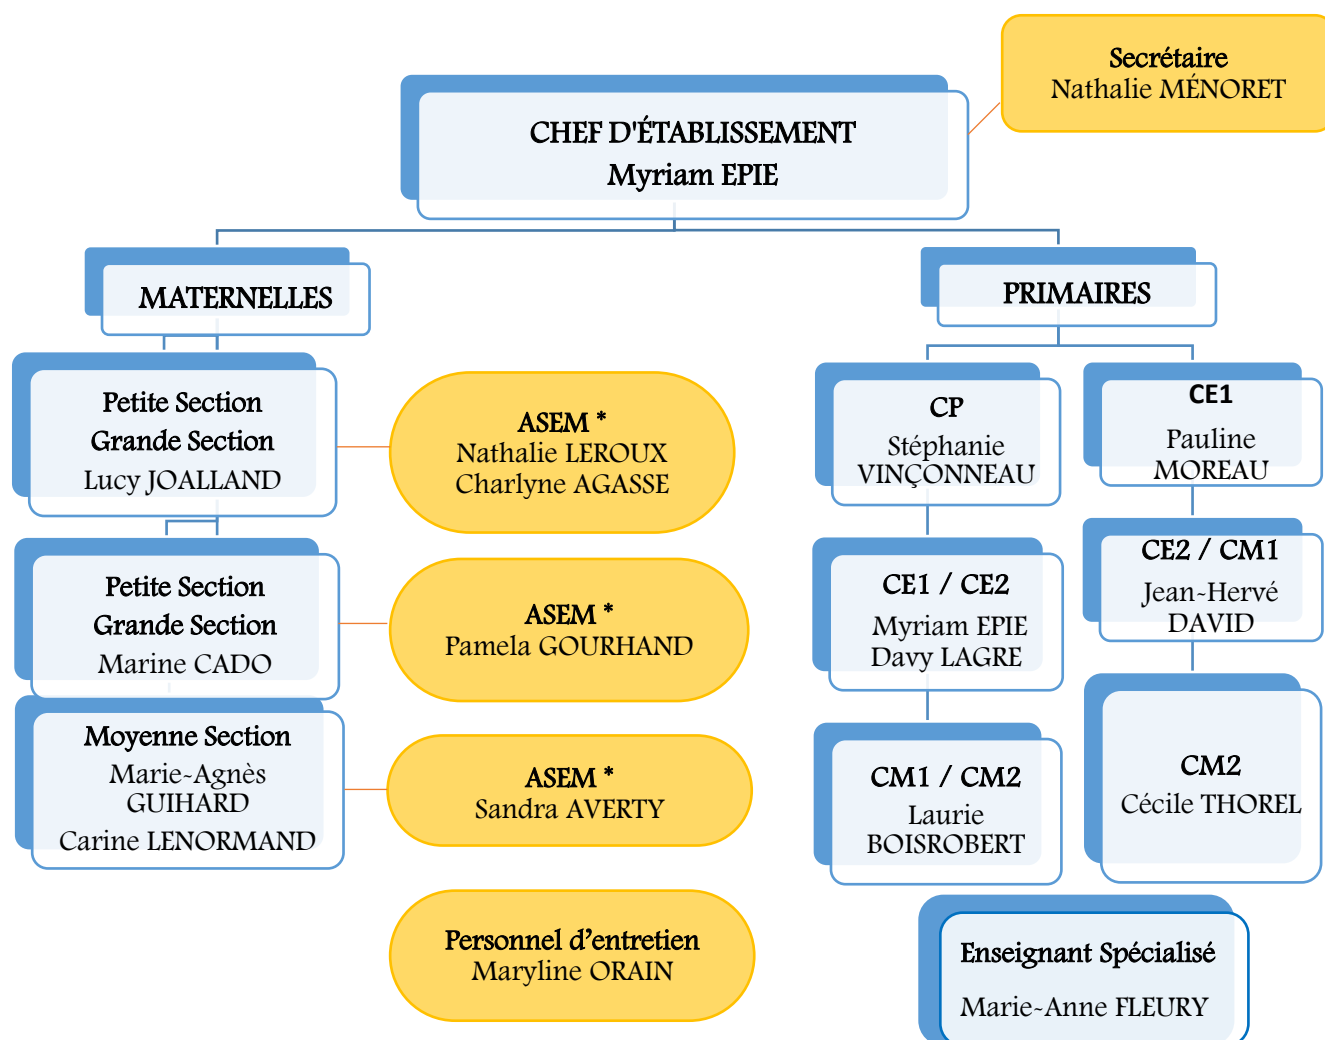 Secrétaire
Nathalie MÉNORET
CHEF D'ÉTABLISSEMENT
Myriam EPIE
MATERNELLES
PRIMAIRES
Petite Section
Grande Section
Lucy JOALLAND
ASEM *
Nathalie LEROUX
Charlyne AGASSE
Petite Section
Grande Section
Marine CADO
ASEM *
Pamela GOURHAND
Moyenne Section
Marie-Agnès
GUIHARD
Carine LENORMAND
ASEM *
Sandra AVERTY
Personnel d’entretien
Maryline ORAIN
CP
Stéphanie
VINÇONNEAU
CE1 / CE2
Myriam EPIE
Davy LAGRE
CM1 / CM2
Laurie
BOISROBERT
CE1
Pauline
MOREAU
CE2 / CM1
Jean-Hervé
DAVID
CM2
Cécile THOREL
Enseignant Spécialisé
Marie-Anne FLEURY